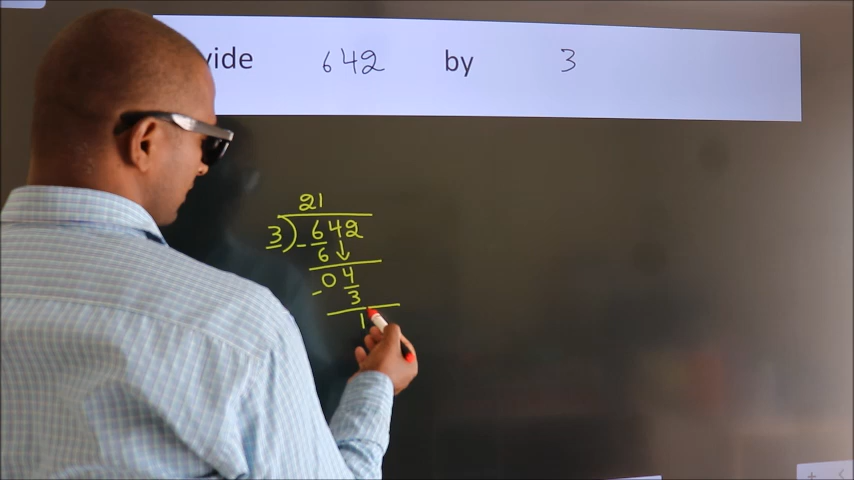 vide 642 by 3
21
3)642
- 6 ↓
04
- 3
1